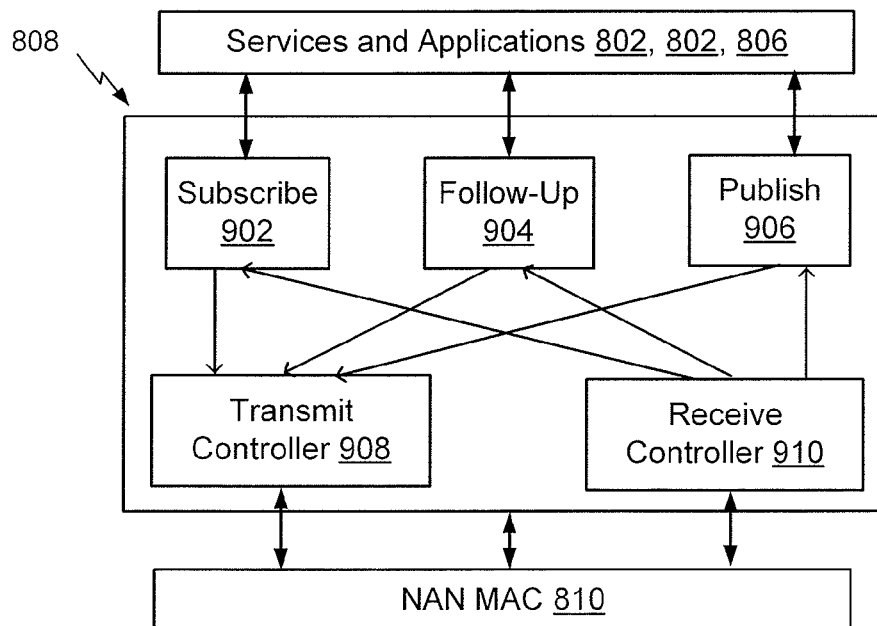 808
Services and Applications 802, 802, 806
Subscribe
902
Follow-Up
904
Publish
906
Transmit
Controller 908
Receive
Controller 910
NAN MAC 810